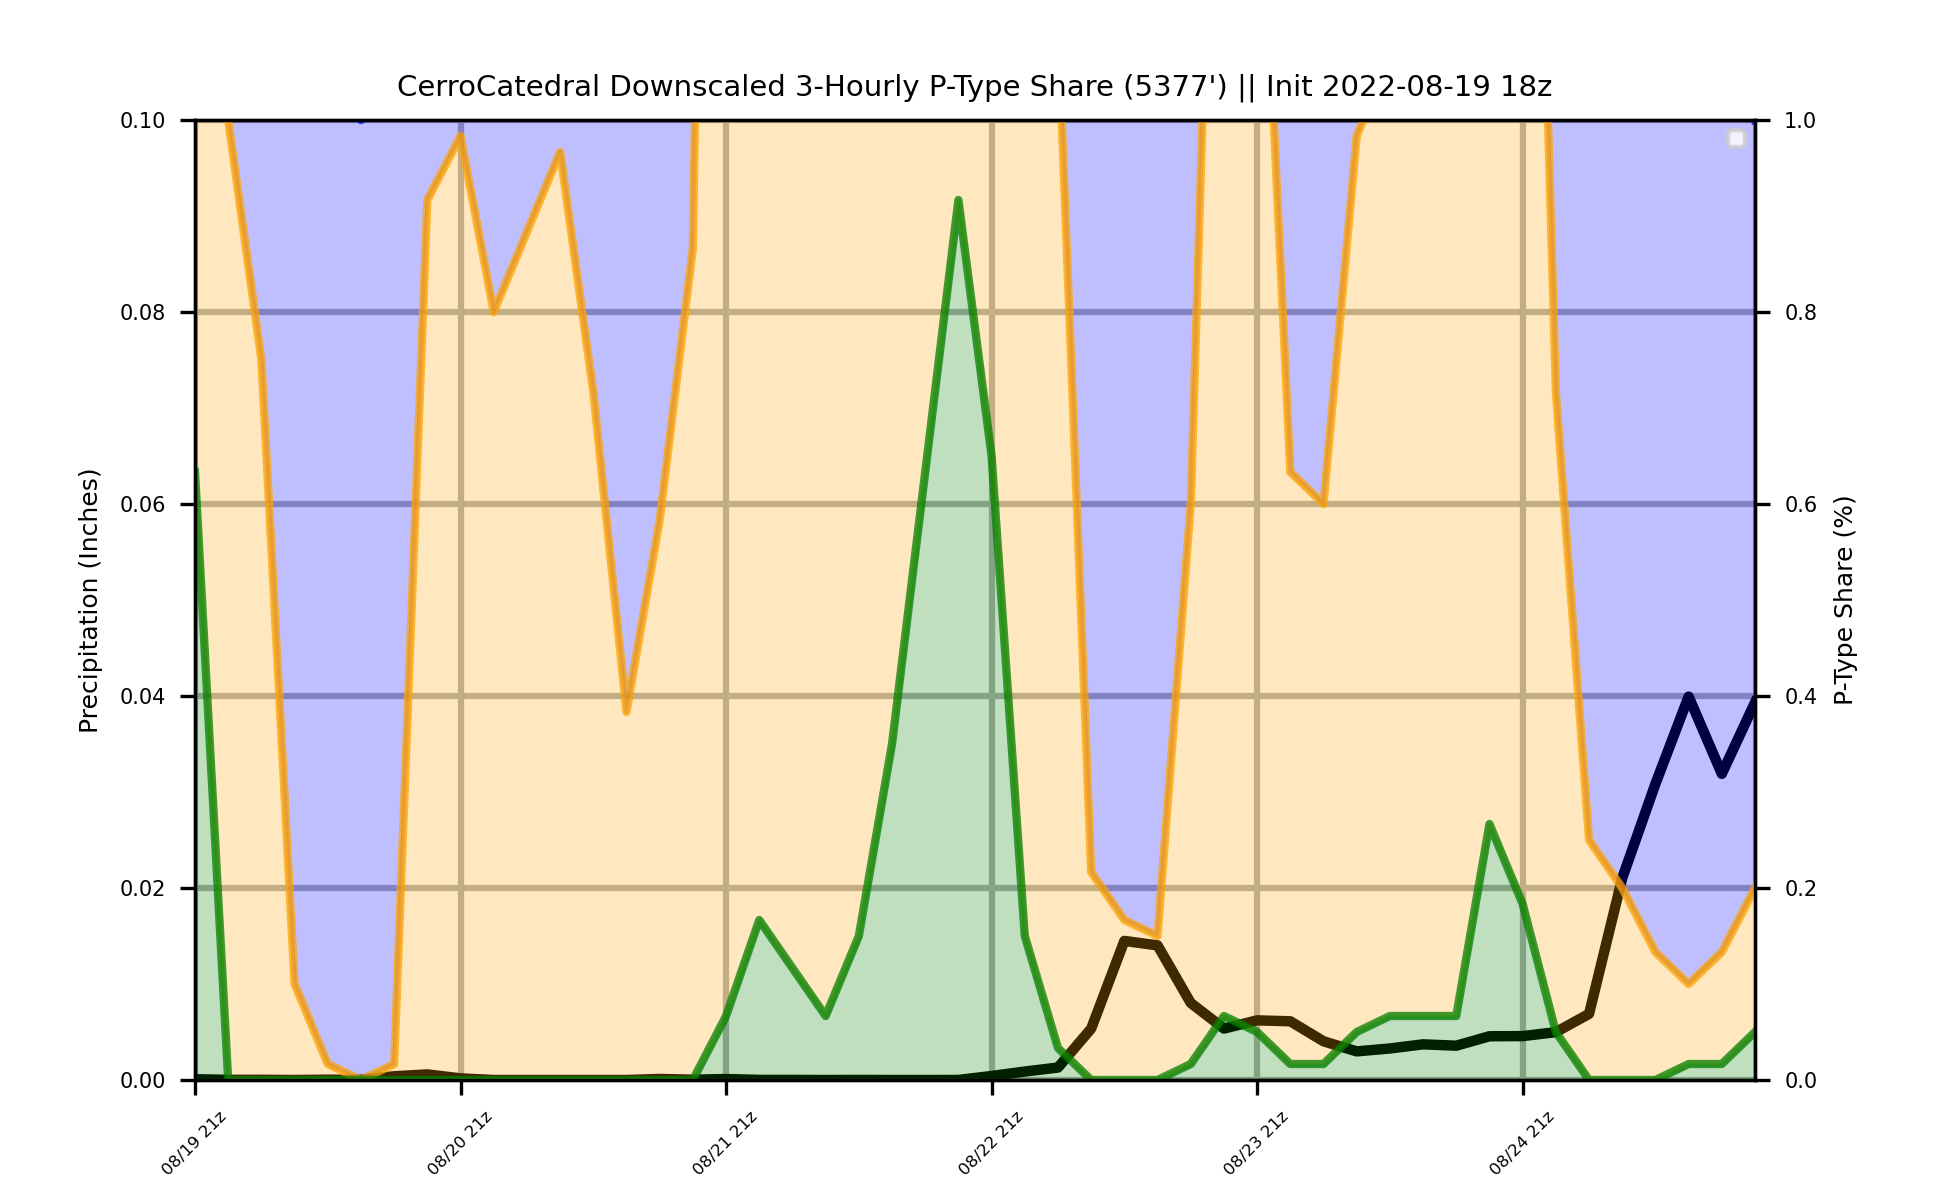 CerroCatedral Downscaled 3-Hourly P-Type Share (5377') || Init 2022-08-19 18z
0.10
0.08
0.06
0.04
0.02
0.00
Precipitation (Inches)
1.0
0.8
0.6
0.4
0.2
0.0
P-Type Share (%)
08/19 21z
08/20 21z
08/21 21z
08/22 21z
08/23 21z
08/24 21z